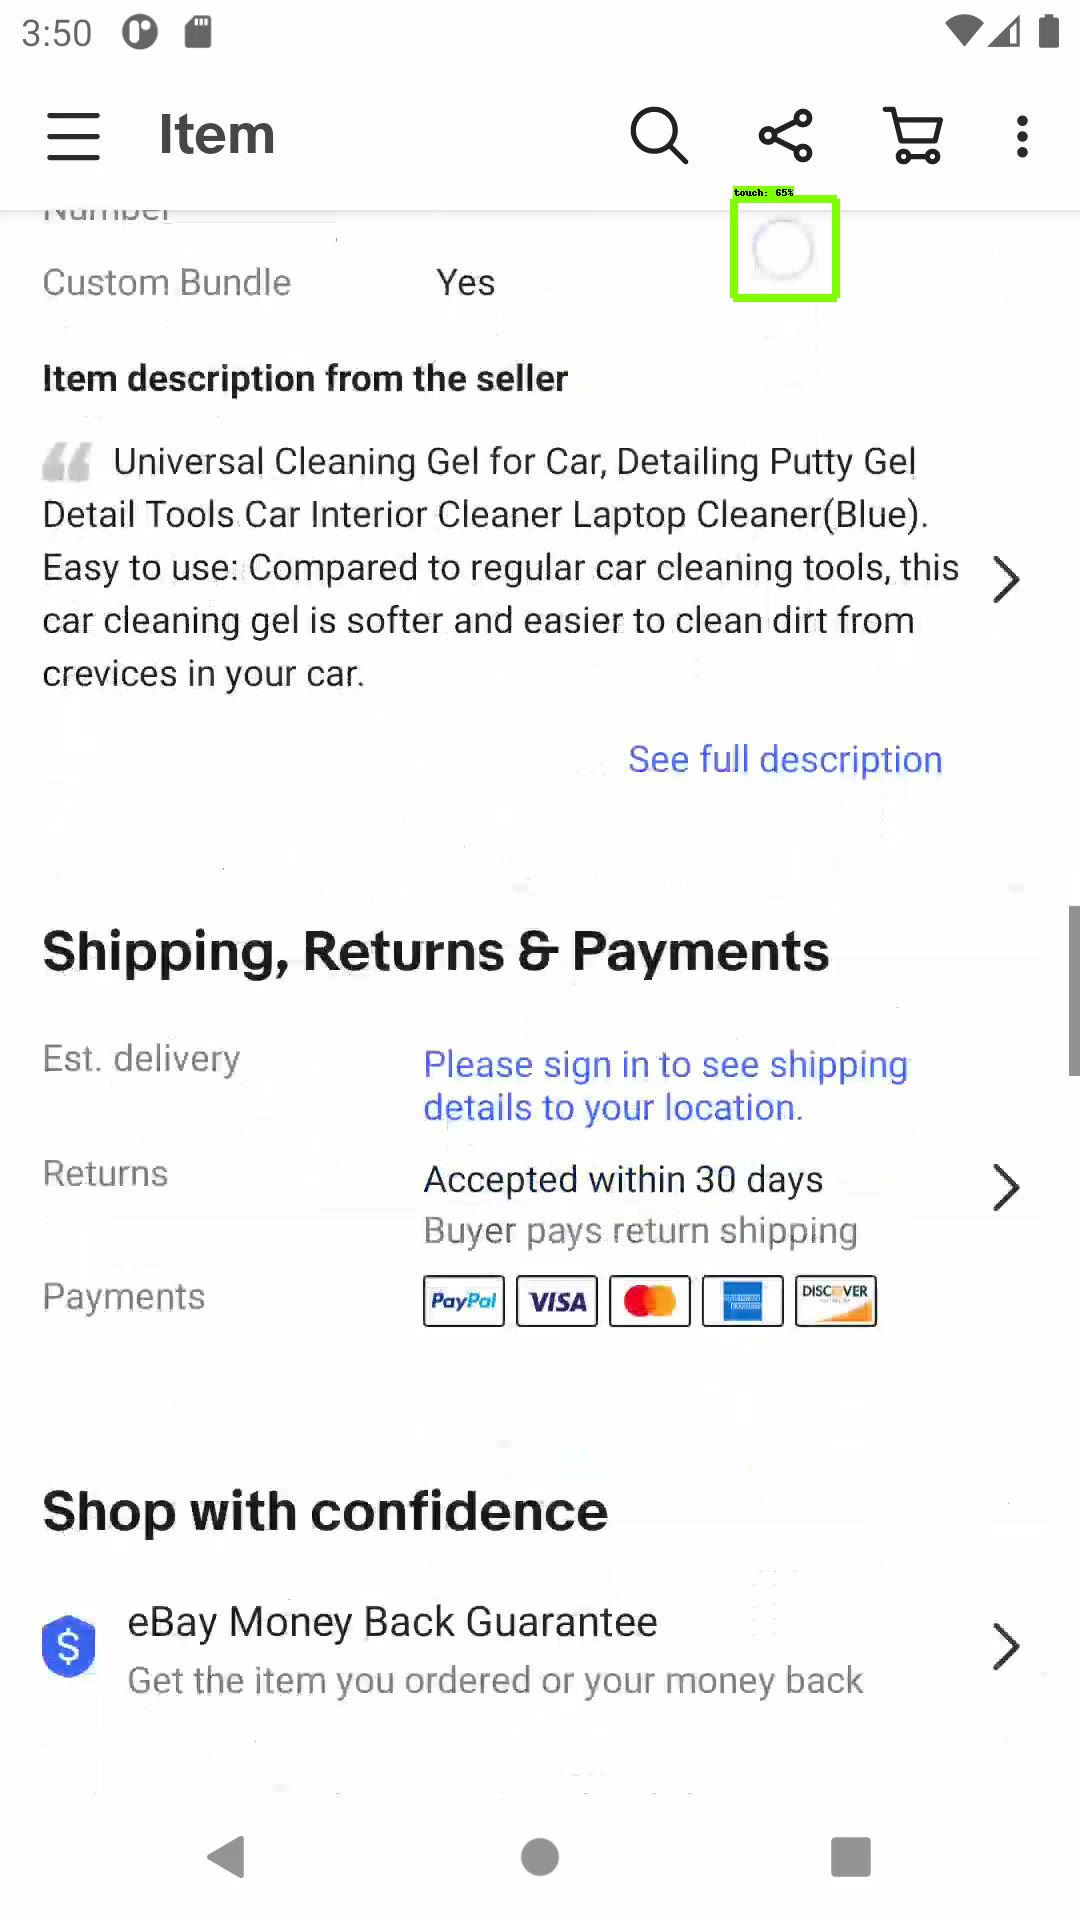 3:50
Item
touch: 65%
Number
Custom Bundle Yes
Item description from the seller
Universal Cleaning Gel for Car, Detailing Putty Gel
Detail Tools Car Interior Cleaner Laptop Cleaner(Blue).
Easy to use: Compared to regular car cleaning tools, this
car cleaning gel is softer and easier to clean dirt from
crevices in your car.
See full description
Shipping, Returns & Payments
Est. delivery Please sign in to see shipping
details to your location.
Returns Accepted within 30 days
Buyer pays return shipping
Payments PayPal VISA DISCOVER
Shop with confidence
eBay Money Back Guarantee
$
Get the item you ordered or your money back